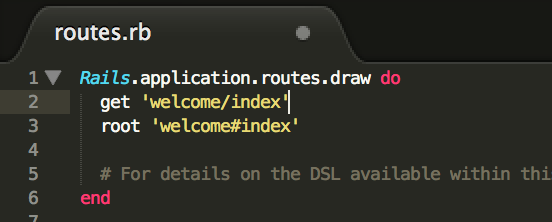 routes.rb
1 Rails.application.routes.draw do
2 get 'welcome/index'
3 root 'welcome#index'
4
5 # For details on the DSL available within
6 end
7